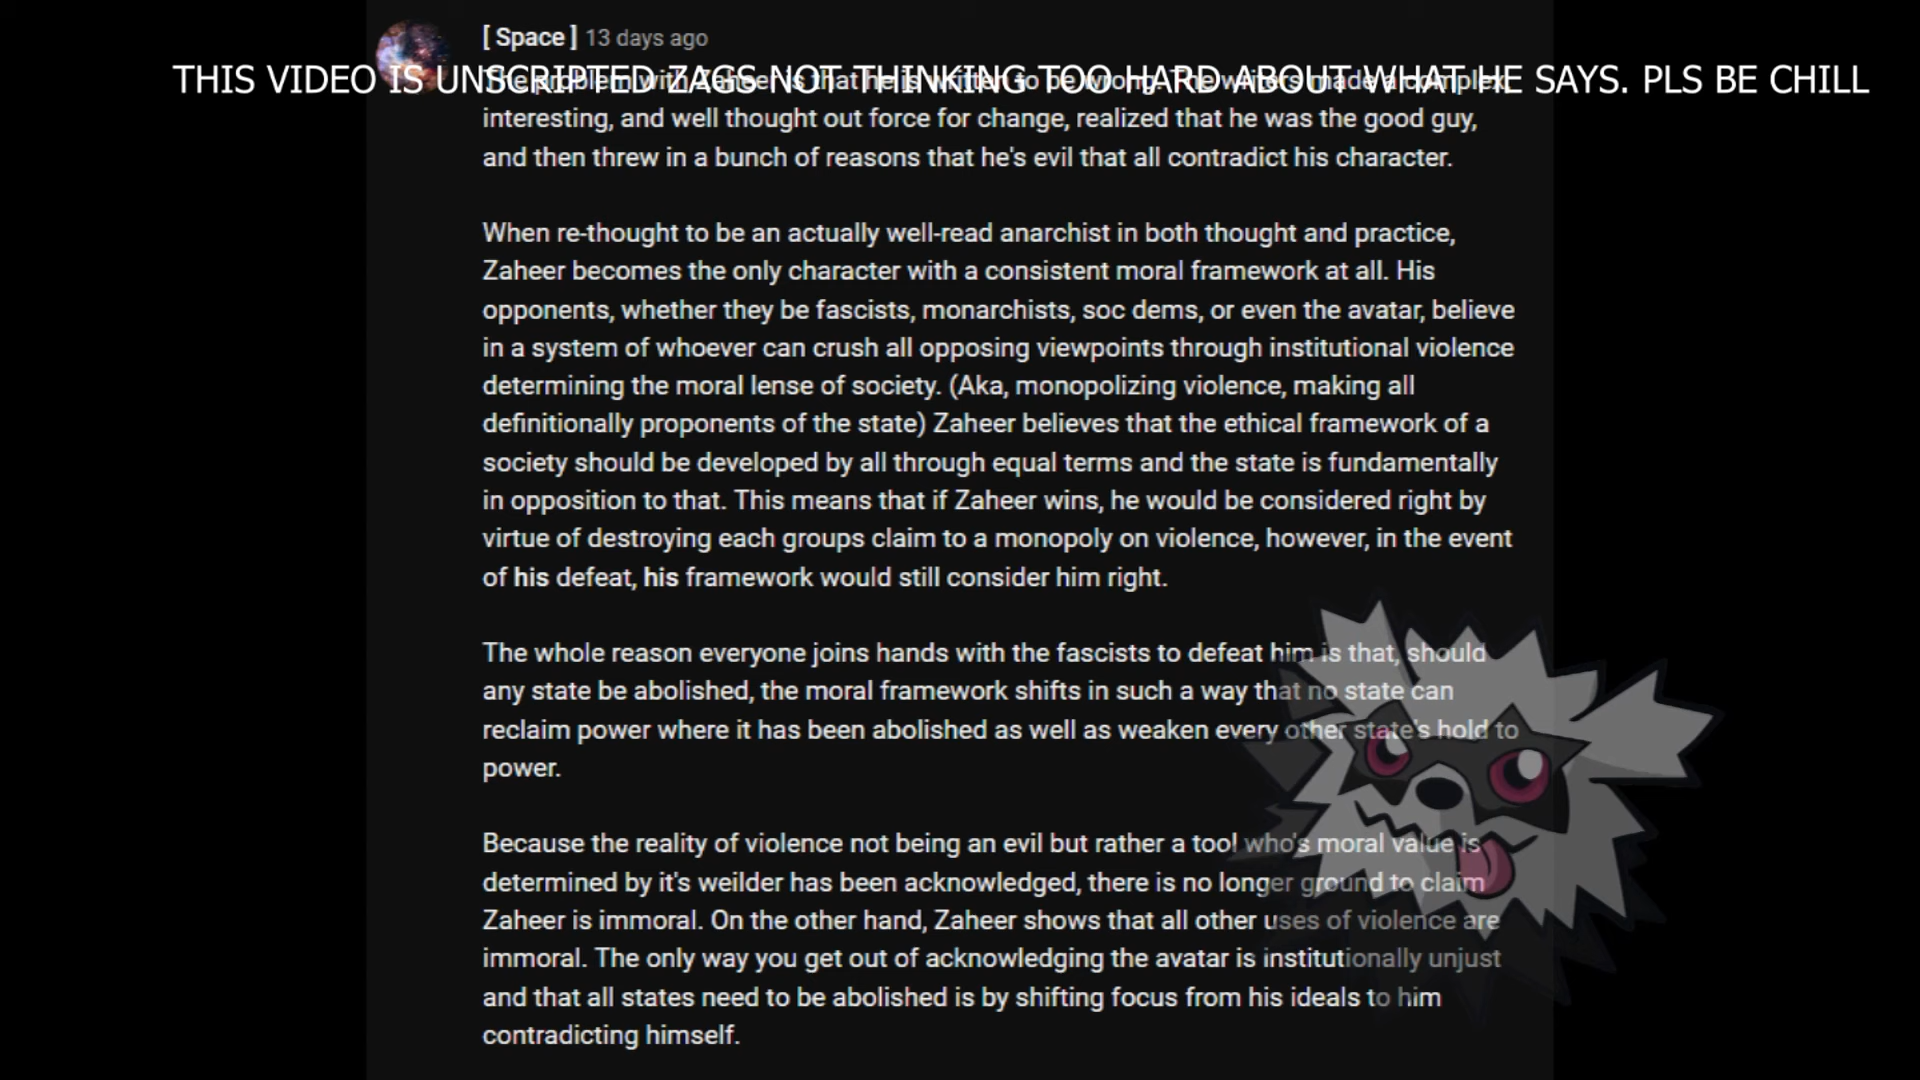 [ Space ] 13 days ago
THIS VIDEO IS UNSCRIPTED ZAGS NOT THINKING TOO HARD ABOUT WHAT HE SAYS. PLS BE CHILL
The problem with Zaheer is that he is written to be wrong. The writers made a complex,
interesting, and well thought out force for change, realized that he was the good guy,
and then threw in a bunch of reasons that he's evil that all contradict his character.
When re-thought to be an actually well-read anarchist in both thought and practice,
Zaheer becomes the only character with a consistent moral framework at all. His
opponents, whether they be fascists, monarchists, soc dems, or even the avatar, believe
in a system of whoever can crush all opposing viewpoints through institutional violence
determining the moral lense of society. (Aka, monopolizing violence, making all
definitionally proponents of the state) Zaheer believes that the ethical framework of a
society should be developed by all through equal terms and the state is fundamentally
in opposition to that. This means that if Zaheer wins, he would be considered right by
virtue of destroying each groups claim to a monopoly on violence, however, in the event
of his defeat, his framework would still consider him right.
The whole reason everyone joins hands with the fascists to defeat him is that, should
any state be abolished, the moral framework shifts in such a way that no state can
reclaim power where it has been abolished as well as weaken every other state's hold to
power.
Because the reality of violence not being an evil but rather a tool who's moral value is
determined by it's weilder has been acknowledged, there is no longer ground to claim
Zaheer is immoral. On the other hand, Zaheer shows that all other uses of violence are
immoral. The only way you get out of acknowledging the avatar is institutionally unjust
and that all states need to be abolished is by shifting focus from his ideals to him
contradicting himself.